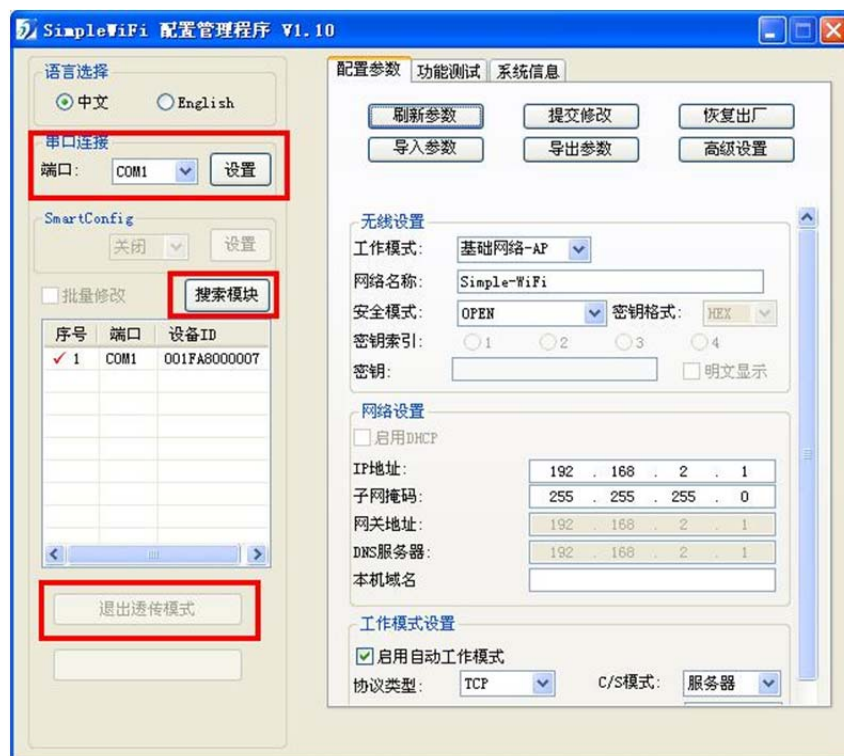 SimpleWiFi 配置管理程序 V1.10
语言选择
中文 English
串口连接
端口: COM1 设置
SmartConfig
关闭 设置
批量修改 搜索模块
序号 端口 设备ID
1 COM1 001FA8000007
退出透传模式
配置参数 功能测试 系统信息
刷新参数 提交修改 恢复出厂
导入参数 导出参数 高级设置
无线设置
工作模式: 基础网络-AP
网络名称: Simple-WiFi
安全模式: OPEN 密钥格式: HEX
密钥索引: 1 2 3 4
密钥: 明文显示
网络设置
启用DHCP
IP地址: 192 . 168 . 2 . 1
子网掩码: 255 . 255 . 255 . 0
网关地址: 192 . 168 . 2 . 1
DNS服务器: 192 . 168 . 2 . 1
本机域名
工作模式设置
启用自动工作模式
协议类型: TCP C/S模式: 服务器